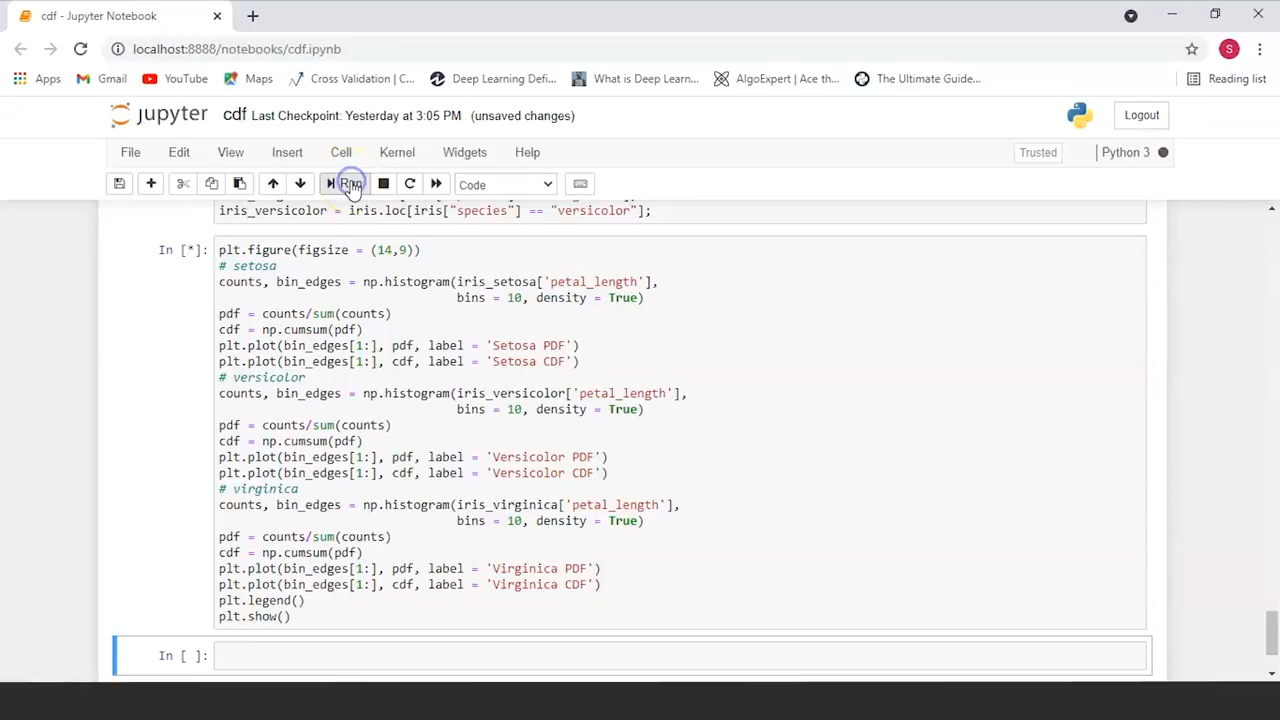 cdf - Jupyter Notebook
localhost:8888/notebooks/cdf.ipynb
Apps Gmail YouTube Maps Cross Validation | C... Deep Learning Defi... What is Deep Learn... AlgoExpert | Ace th... The Ultimate Guide... Reading list
S
jupyter cdf Last Checkpoint: Yesterday at 3:05 PM (unsaved changes) Logout
File Edit View Insert Cell Kernel Widgets Help Trusted Python 3
Run Code
iris_versicolor = iris.loc[iris["species"] == "versicolor"];
In [*]: plt.figure(figsize = (14,9))
# setosa
counts, bin_edges = np.histogram(iris_setosa['petal_length'],
bins = 10, density = True)
pdf = counts/sum(counts)
cdf = np.cumsum(pdf)
plt.plot(bin_edges[1:], pdf, label = 'Setosa PDF')
plt.plot(bin_edges[1:], cdf, label = 'Setosa CDF')
# versicolor
counts, bin_edges = np.histogram(iris_versicolor['petal_length'],
bins = 10, density = True)
pdf = counts/sum(counts)
cdf = np.cumsum(pdf)
plt.plot(bin_edges[1:], pdf, label = 'Versicolor PDF')
plt.plot(bin_edges[1:], cdf, label = 'Versicolor CDF')
# virginica
counts, bin_edges = np.histogram(iris_virginica['petal_length'],
bins = 10, density = True)
pdf = counts/sum(counts)
cdf = np.cumsum(pdf)
plt.plot(bin_edges[1:], pdf, label = 'Virginica PDF')
plt.plot(bin_edges[1:], cdf, label = 'Virginica CDF')
plt.legend()
plt.show()
In [ ]: